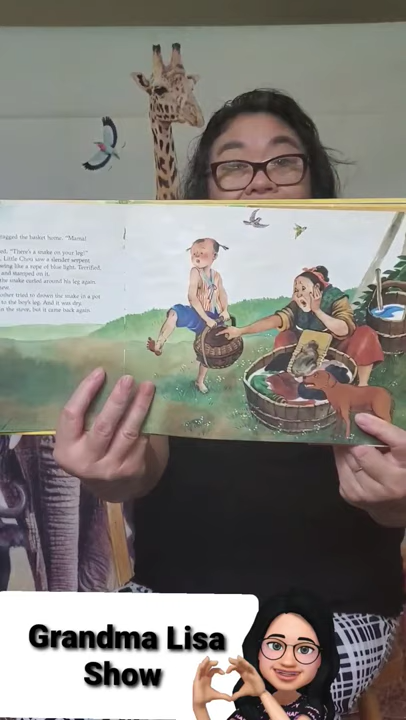 ragged the basket home. "Mama!
ed. "There's a snake on your leg!"
Little Chen saw a slender serpent
wing like a rope of blue light. Terrified,
and stamped on it.
the snake curled around his leg again.
other tried to drown the snake in a pot
to the boy's leg. And it was dry.
in the stove, but it came back again
Grandma Lisa
Show